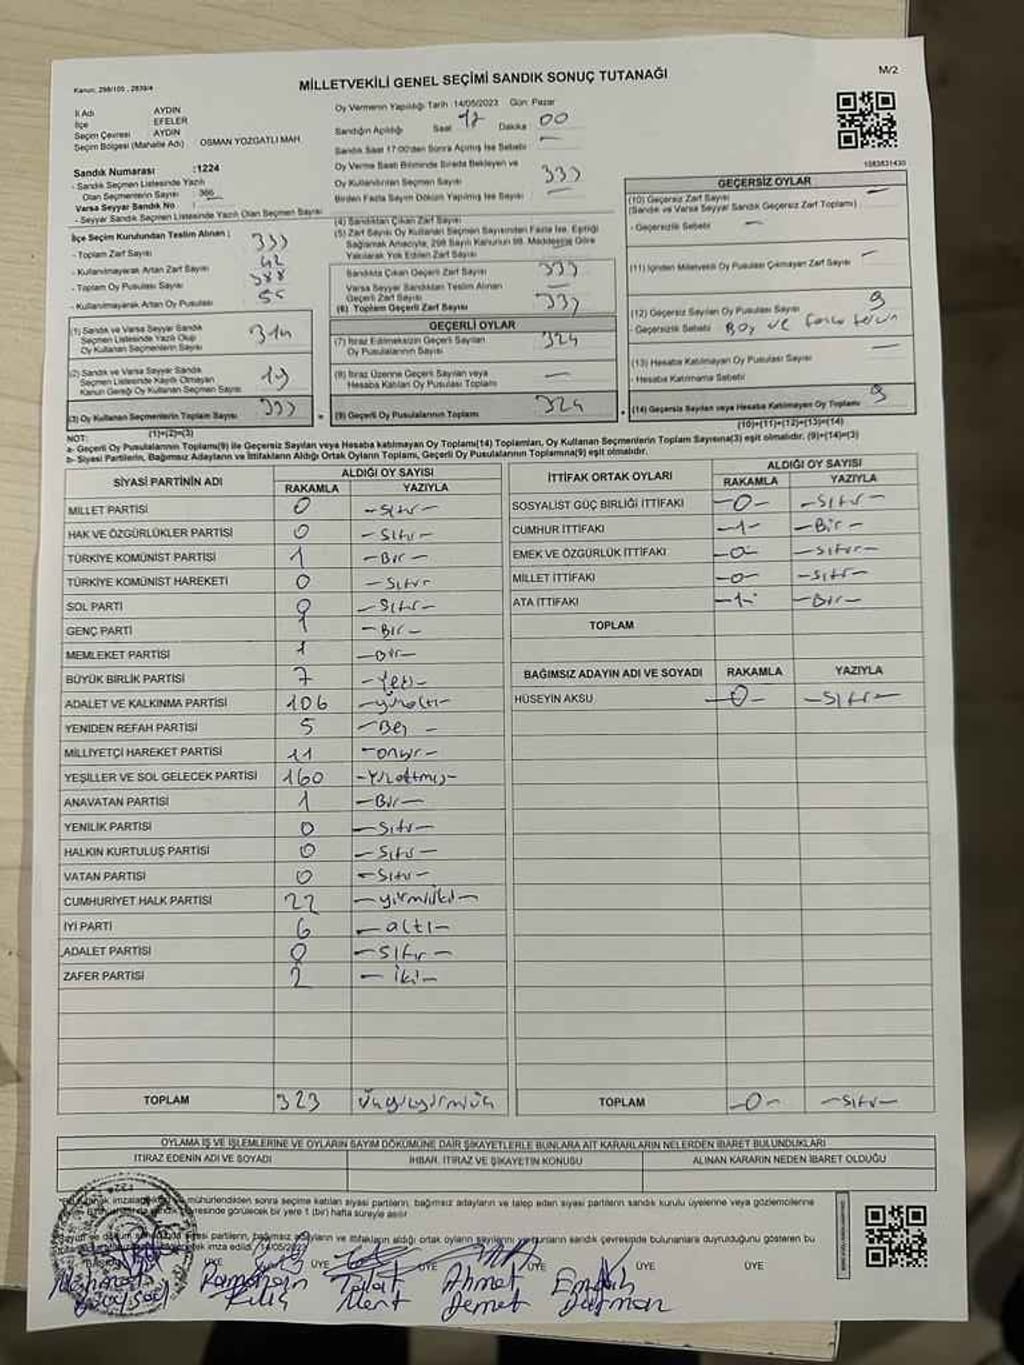 Kanun, 298/105 , 2839/4
MİLLETVEKİLİ GENEL SEÇİMİ SANDIK SONUÇ TUTANAĞI
M/2
İl Adı AYDIN
İlçe EFELER
Seçim Çevresi AYDIN
Seçim Bölgesi (Mahalle Adı) OSMAN YOZGATLI MAH
Sandık Numarası :1224
- Sandık Seçmen Listesinde Yazılı
Olan Seçmenlerin Sayısı 366
Varsa Seyyar Sandık No :
- Seyyar Sandık Seçmen Listesinde Yazılı Olan Seçmen Sayısı
İlçe Seçim Kurulundan Teslim Alınan ;
- Toplam Zarf Sayısı
- Kullanılmayarak Artan Zarf Sayısı 42
- Toplam Oy Pusulası Sayısı 388
- Kullanılmayarak Artan Oy Pusulası 55
(1) Sandık ve Varsa Seyyar Sandık
Seçmen Listesinde Yazılı Olup
Oy Kullanan Seçmenlerin Sayısı 314
(2) Sandık ve Varsa Seyyar Sandık
Seçmen Listesinde Kayıtlı Olmayan
Kanun Gereği Oy Kullanan Seçmen Sayısı 19
(3) Oy Kullanan Seçmenlerin Toplam Sayısı 333
(1)+(2)=(3)
Oy Vermenin Yapıldığı Tarih 14/05/2023 Gün: Pazar
Sandığın Açıldığı Saat 17 Dakika 00
Sandık Saat 17:00'den Sonra Açılmış İse Sebebi —
Oy Verme Saati Bitiminde Sırada Bekleyen ve
Oy Kullandırılan Seçmen Sayısı
333
Birden Fazla Sayım Döküm Yapılmış İse Sayısı —
(4) Sandıktan Çıkan Zarf Sayısı
(5) Zarf Sayısı Oy Kullanan Seçmen Sayısından Fazla İse, Eşitliği
Sağlamak Amacıyla, 298 Sayılı Kanunun 98. Maddesine Göre
Yakılarak Yok Edilen Zarf Sayısı
Sandıkta Çıkan Geçerli Zarf Sayısı 333
Varsa Seyyar Sandıktan Teslim Alınan
Geçerli Zarf Sayısı
(6) Toplam Geçerli Zarf Sayısı 333
GEÇERLİ OYLAR
(7) İtiraz Edilmeksizin Geçerli Sayılan
Oy Pusulasının Sayısı 324
(8) İtiraz Üzerine Geçerli Sayılan veya
Hesaba Katılan Oy Pusulası Toplamı —
(9) Geçerli Oy Pusulalarının Toplamı 324
1583831430
GEÇERSİZ OYLAR
(10) Geçersiz Zarf Sayısı —
(Sandık ve Varsa Seyyar Sandık Geçersiz Zarf Toplamı)
- Geçersizlik Sebebi —
(11) İçinden Milletvekili Oy Pusulası Çıkmayan Zarf Sayısı —
(12) Geçersiz Sayılan Oy Pusulası Sayısı 9
- Geçersizlik Sebebi Boş ve
(13) Hesaba Katılmayan Oy Pusulası Sayısı —
- Hesaba Katılmama Sebebi
(14) Geçersiz Sayılan veya Hesaba Katılmayan Oy Toplamı 9
(10)+(11)+(12)+(13)=(14)
NOT:
a- Geçerli Oy Pusulalarının Toplamı(9) ile Geçersiz Sayılan veya Hesaba katılmayan Oy Toplamı(14) Toplamları, Oy Kullanan Seçmenlerin Toplam Sayısına(3) eşit olmalıdır. (9)+(14)=(3)
b- Siyasi Partilerin, Bağımsız Adayların ve İttifakların Aldığı Ortak Oyların Toplamı, Geçerli Oy Pusulalarının Toplamına(9) eşit olmalıdır.
SİYASİ PARTİNİN ADI
ALDIĞI OY SAYISI
RAKAMLA YAZIYLA
MİLLET PARTİSİ 0 -Sıfır-
HAK VE ÖZGÜRLÜKLER PARTİSİ 0 -Sıfır-
TÜRKİYE KOMÜNİST PARTİSİ 1 -Bir-
TÜRKİYE KOMÜNİST HAREKETİ 0 -Sıfır
SOL PARTİ 0 -Sıfır-
GENÇ PARTİ 1 -Bir-
MEMLEKET PARTİSİ 1 -Bir-
BÜYÜK BİRLİK PARTİSİ 7 -Yedi-
ADALET VE KALKINMA PARTİSİ 106 -yüzaltı-
YENİDEN REFAH PARTİSİ 5 -Beş-
MİLLİYETÇİ HAREKET PARTİSİ 11 -onbir-
YEŞİLLER VE SOL GELECEK PARTİSİ 160 -Yüzaltmış-
ANAVATAN PARTİSİ 1 -Bir-
YENİLİK PARTİSİ 0 -Sıfır-
HALKIN KURTULUŞ PARTİSİ 0 -Sıfır-
VATAN PARTİSİ 0 -Sıfır-
CUMHURİYET HALK PARTİSİ 22 -yirmiiki-
İYİ PARTİ 6 -altı-
ADALET PARTİSİ 0 -Sıfır-
ZAFER PARTİSİ 2 -iki-
TOPLAM 323 üçyüzyirmiüç
İTTİFAK ORTAK OYLARI
ALDIĞI OY SAYISI
RAKAMLA YAZIYLA
SOSYALİST GÜÇ BİRLİĞİ İTTİFAKI -0- -Sıfır-
CUMHUR İTTİFAKI -1- -Bir-
EMEK VE ÖZGÜRLÜK İTTİFAKI -0- -Sıfır-
MİLLET İTTİFAKI -0- -Sıfır-
ATA İTTİFAKI -1- -Bir-
TOPLAM
BAĞIMSIZ ADAYIN ADI VE SOYADI RAKAMLA YAZIYLA
HÜSEYİN AKSU -0- -Sıfır-
TOPLAM -0- -Sıfır-
OYLAMA İŞ VE İŞLEMLERİNE VE OYLARIN SAYIM DÖKÜMÜNE DAİR ŞİKAYETLERLE BUNLARA AİT KARARLARIN NELERDEN İBARET BULUNDUKLARI
İTİRAZ EDENİN ADI VE SOYADI
İHBAR, İTİRAZ VE ŞİKAYETİN KONUSU
ALINAN KARARIN NEDEN İBARET OLDUĞU
mühürlendikten sonra seçime katılan siyasi partilerin, bağımsız adayların ve talep eden siyasi partilerin sandık kurulu üyelerine veya gözlemcilerine
çevresinde görülecek bir yere 1 (bir) hafta süreyle asılır
bağımsız adayların ve ittifakların aldığı ortak oyların sayılarını ve bunların sandık çevresinde bulunanlara duyurulduğunu gösteren bu
imza edildi. 14/05/2023
ÜYE ÜYE ÜYE ÜYE ÜYE
Mehmet
Ramazan Kılıç
Talat Mert
Ahmet Demet